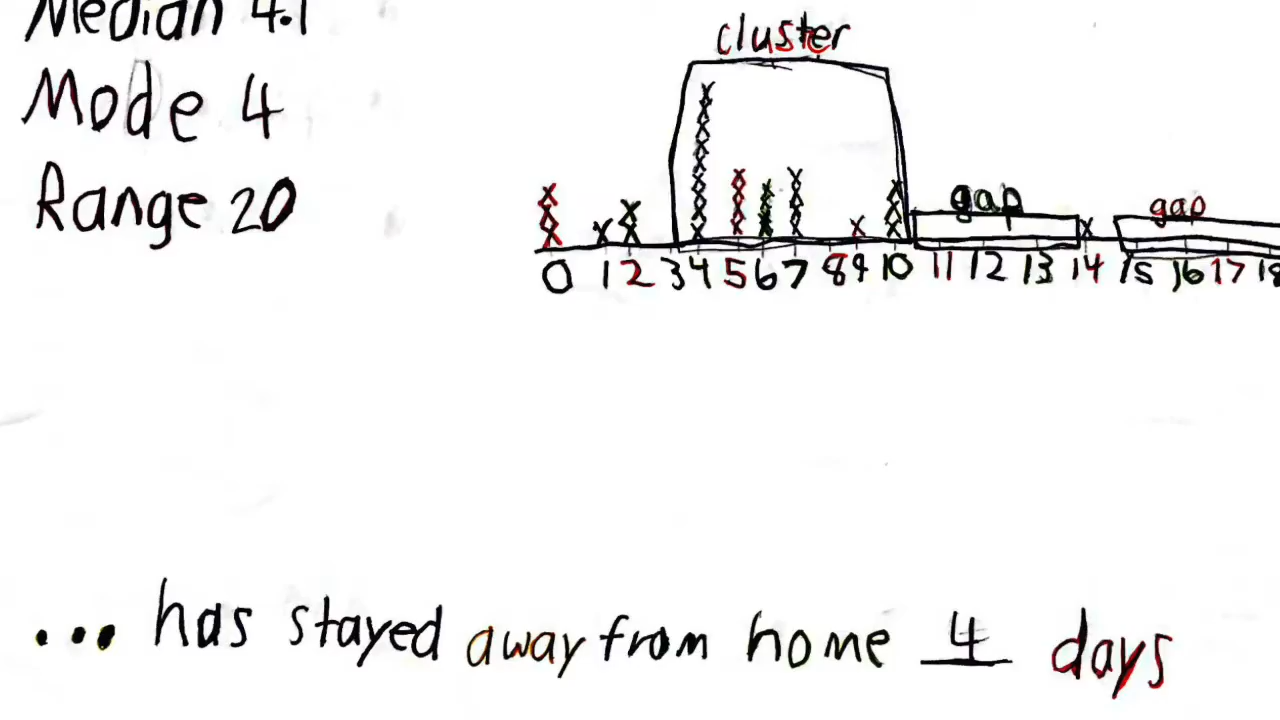 Median 4.1
Mode 4
Range 20
cluster
gap
gap
0 1 2 3 4 5 6 7 8 9 10 11 12 13 14 15 16 17 18
... has stayed away from home 4 days